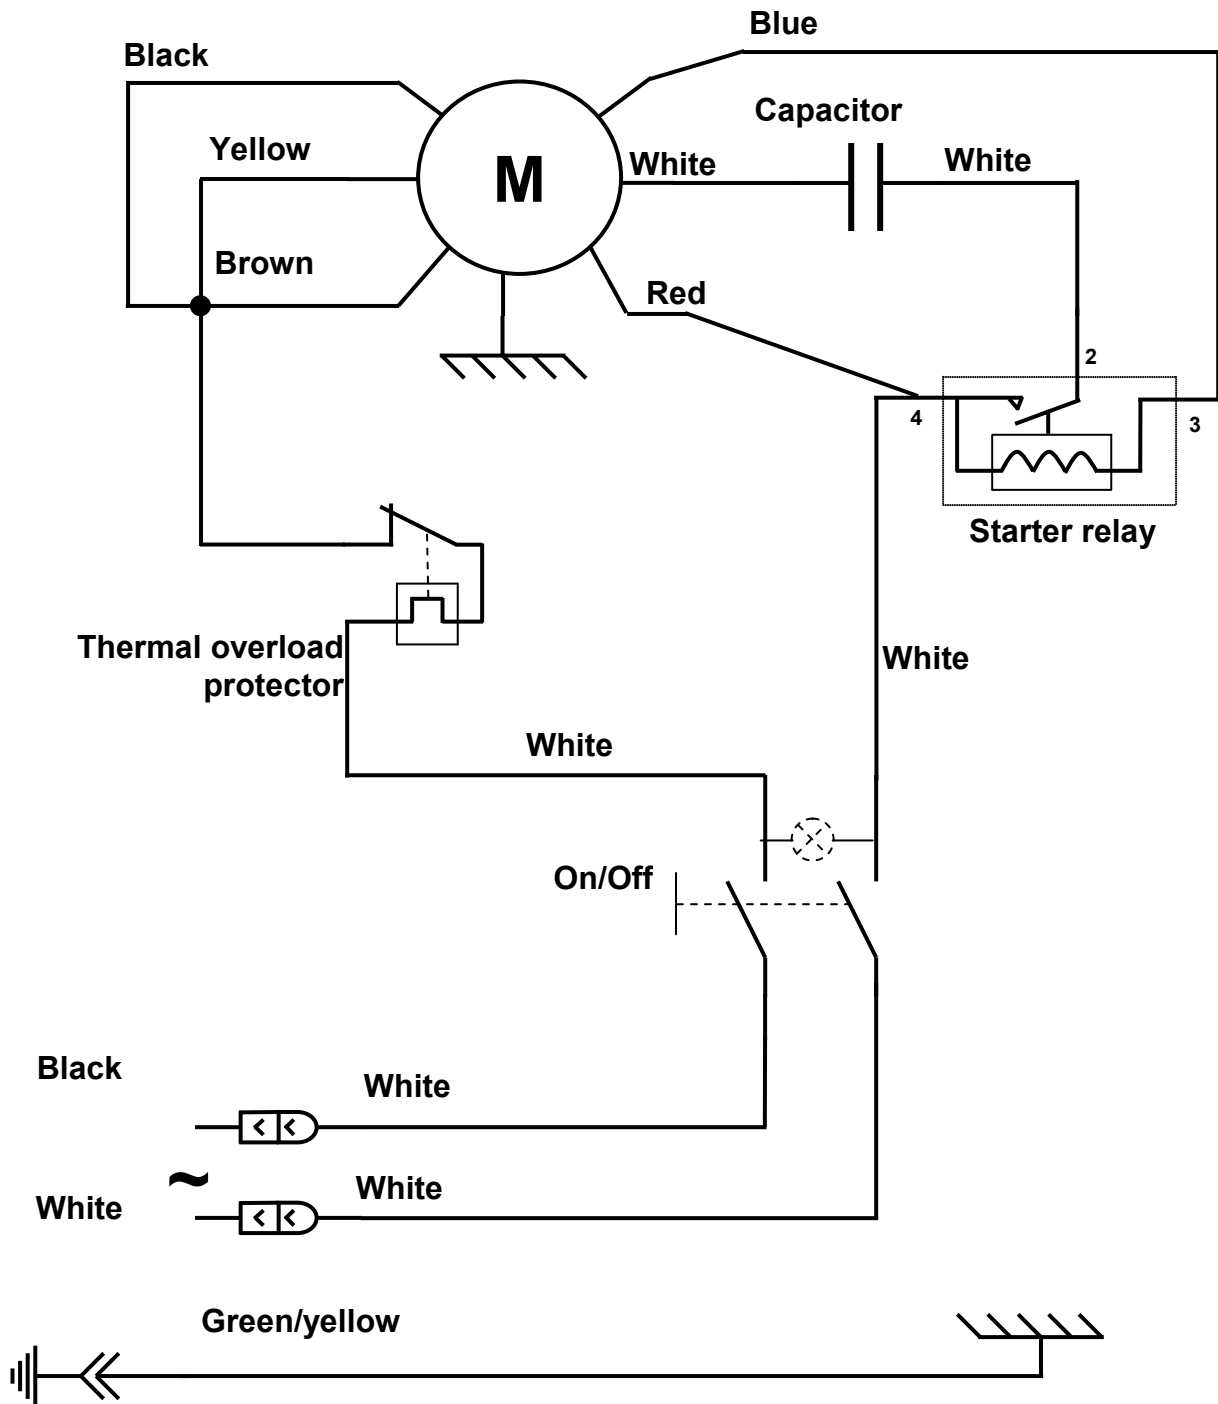 Blue
Black
Capacitor
Yellow
White
White
M
Brown
Red
2
4
3
Starter relay
Thermal overload
protector
White
White
On/Off
Black
White
~
White
White
Green/yellow